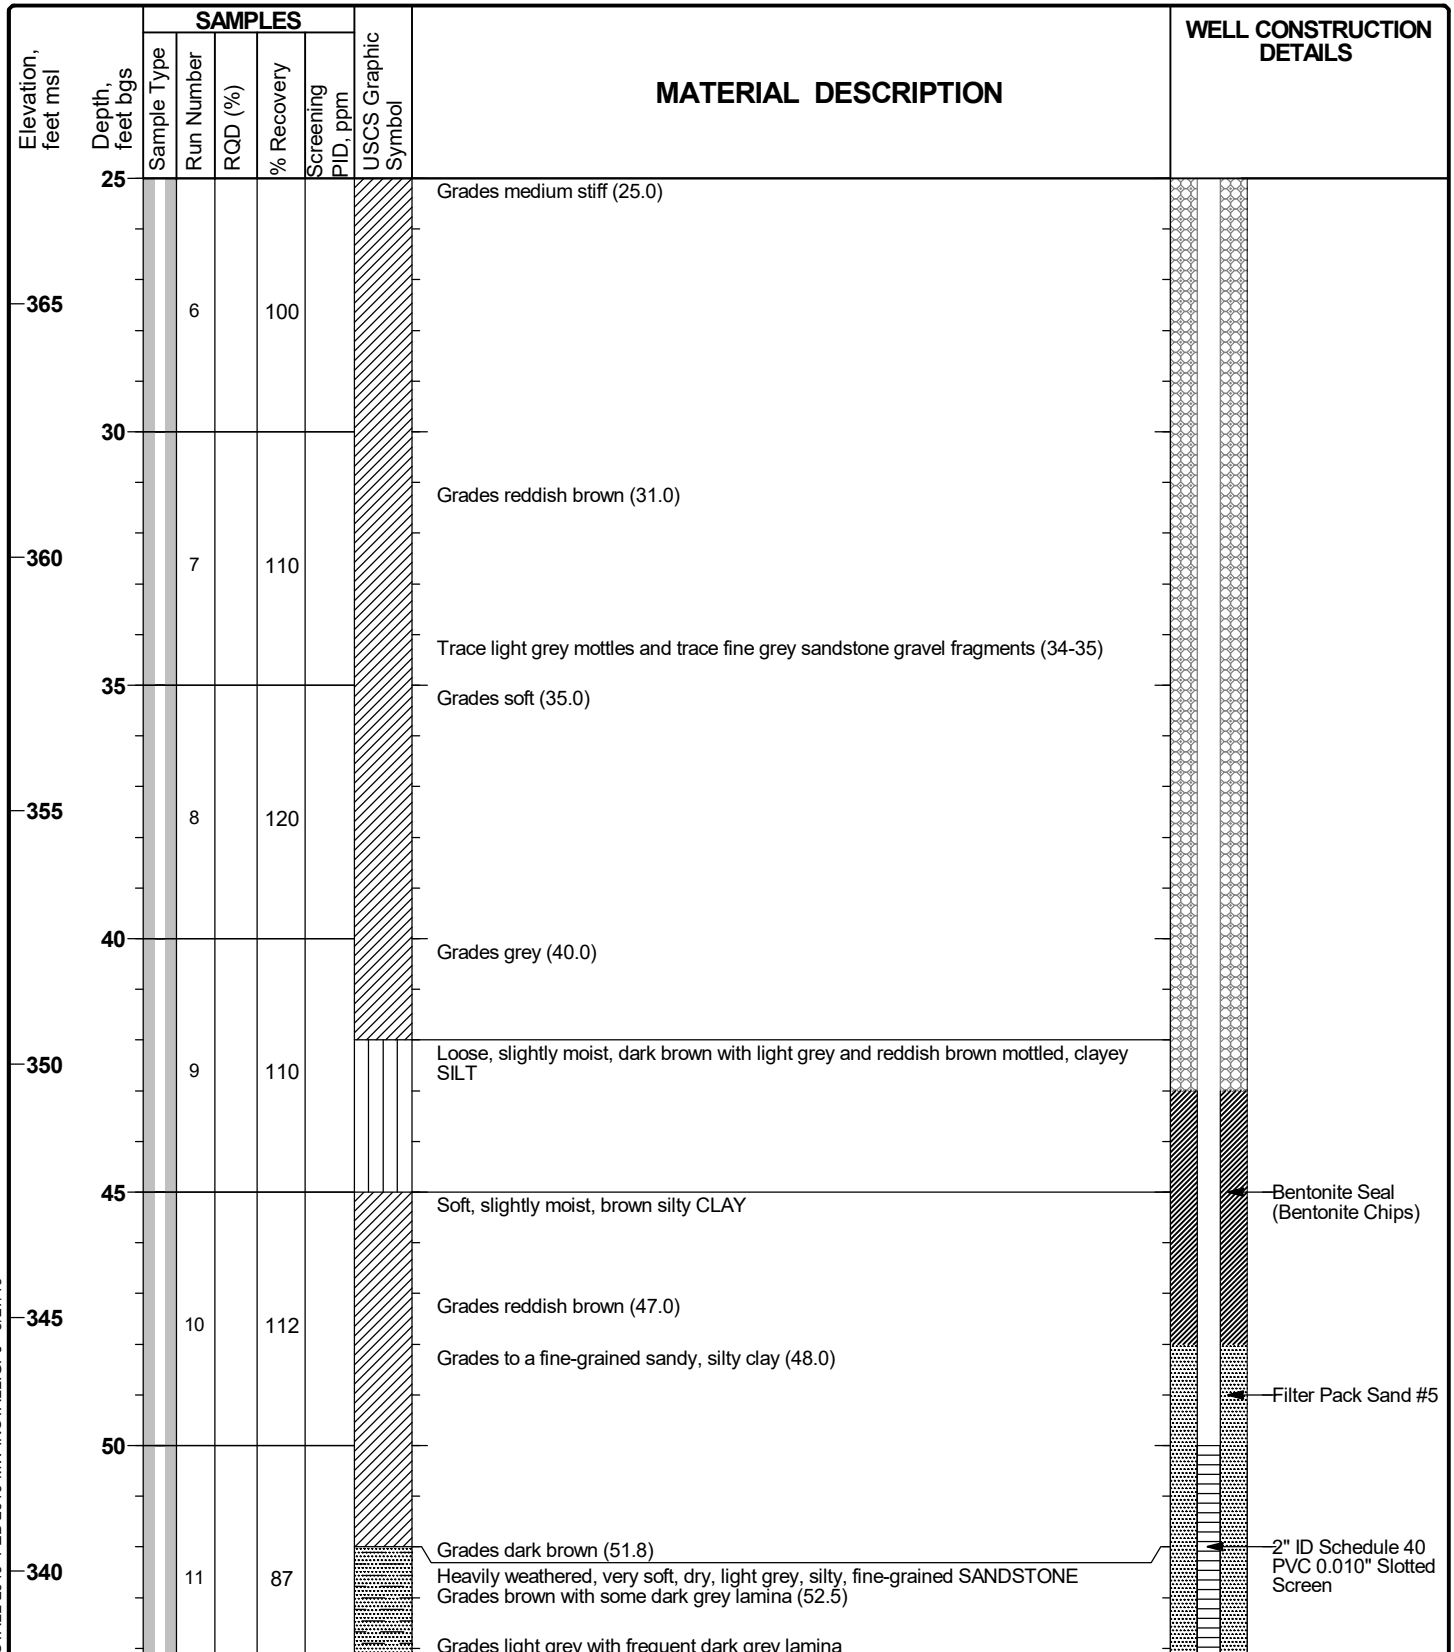 SAMPLES
WELL CONSTRUCTION
DETAILS
Elevation,
feet msl
Depth,
feet bgs
Sample Type
Run Number
RQD (%)
% Recovery
Screening
PID, ppm
USCS Graphic
Symbol
MATERIAL DESCRIPTION
25
Grades medium stiff (25.0)
365
6
100
30
Grades reddish brown (31.0)
360
7
110
Trace light grey mottles and trace fine grey sandstone gravel fragments (34-35)
35
Grades soft (35.0)
355
8
120
40
Grades grey (40.0)
Loose, slightly moist, dark brown with light grey and reddish brown mottled, clayey
SILT
350
9
110
45
Soft, slightly moist, brown silty CLAY
Bentonite Seal
(Bentonite Chips)
Grades reddish brown (47.0)
345
10
112
Grades to a fine-grained sandy, silty clay (48.0)
Filter Pack Sand #5
50
Grades dark brown (51.8)
2" ID Schedule 40
PVC 0.010" Slotted
Screen
340
11
87
Heavily weathered, very soft, dry, light grey, silty, fine-grained SANDSTONE
Grades brown with some dark grey lamina (52.5)
Grades light grey with frequent dark grey lamina